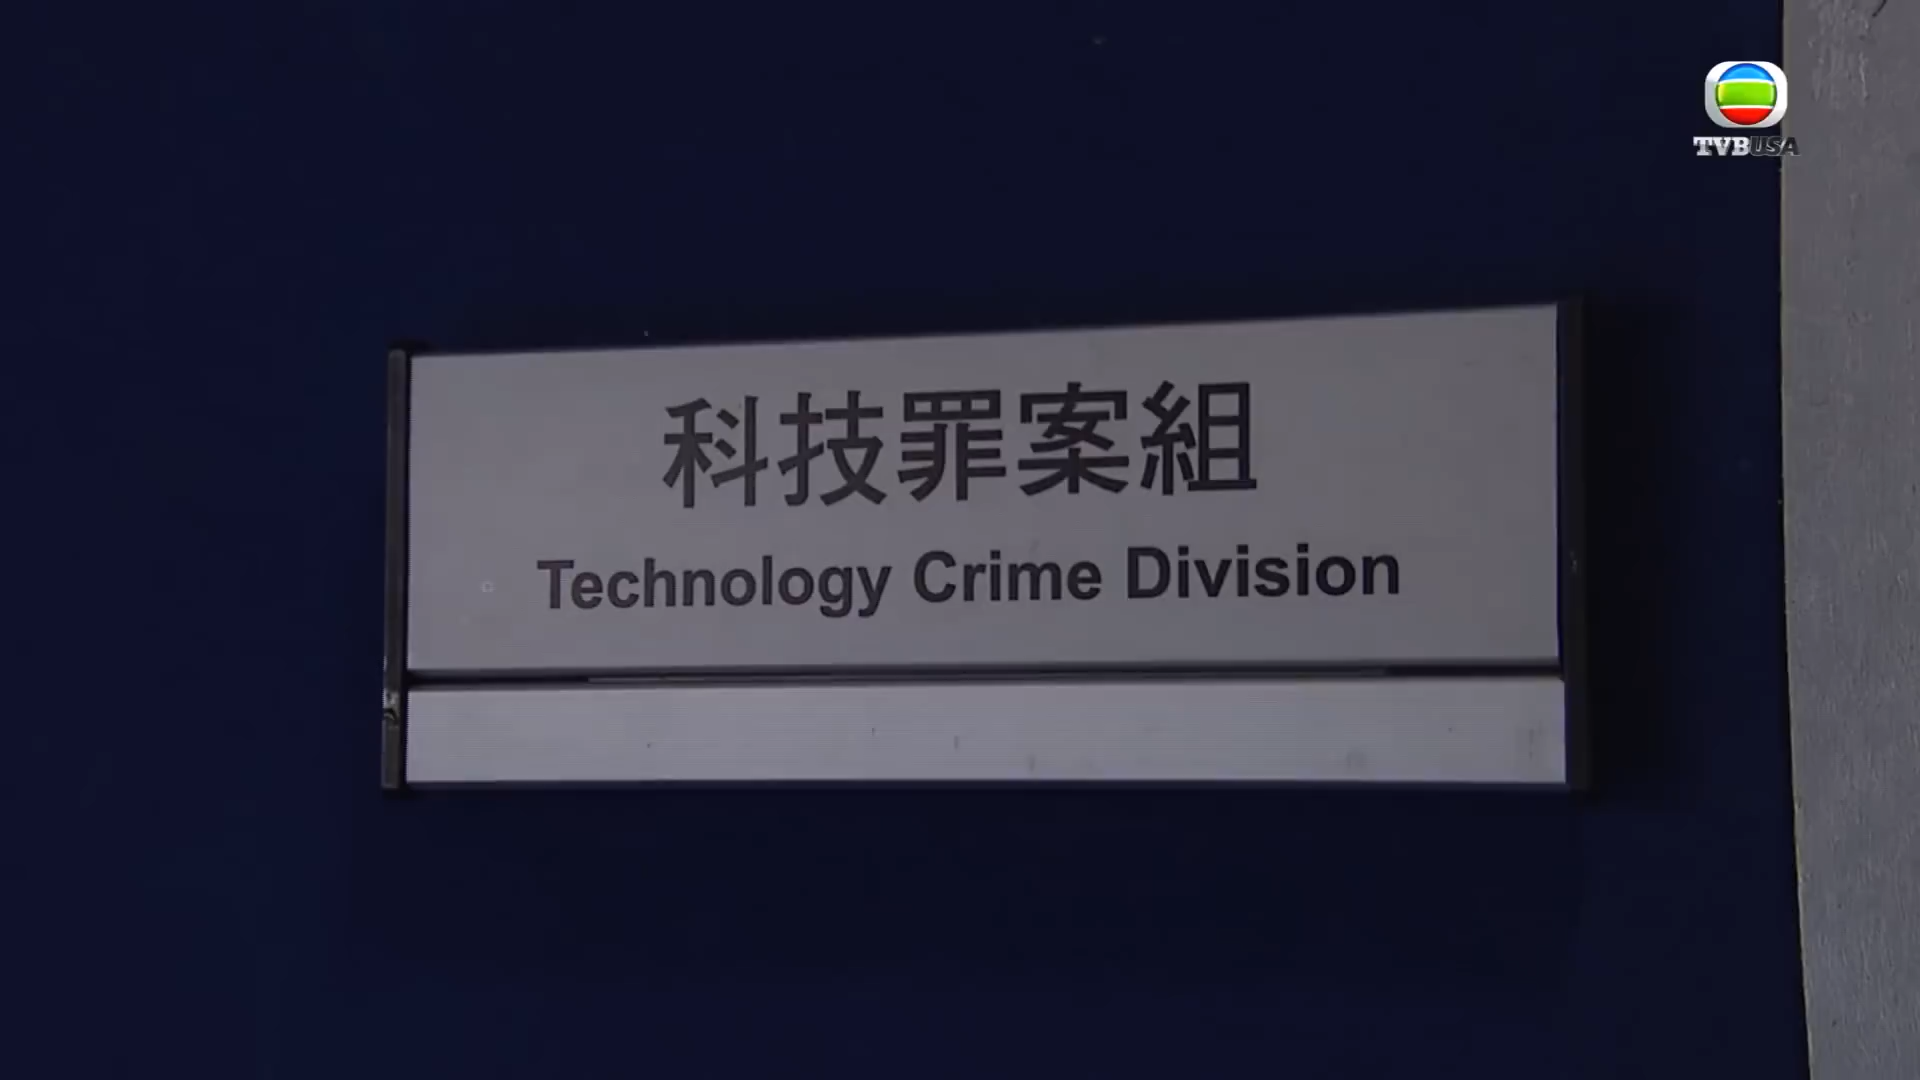 TVBUSA
科技罪案組
Technology Crime Division